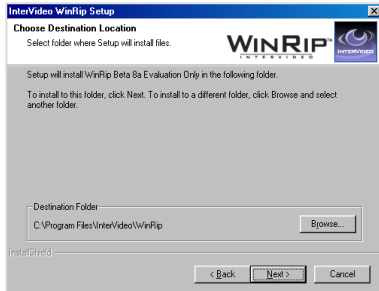 InterVideo WinRip Setup
Choose Destination Location
Select folder where Setup will install files.
WINRIP™
INTERVIDEO
INTERVIDEO
Setup will install WinRip Beta 8a Evaluation Only in the following folder.
To install to this folder, click Next. To install to a different folder, click Browse and select
another folder.
Destination Folder
C:\Program Files\InterVideo\WinRip
Browse...
InstallShield
< Back
Next >
Cancel